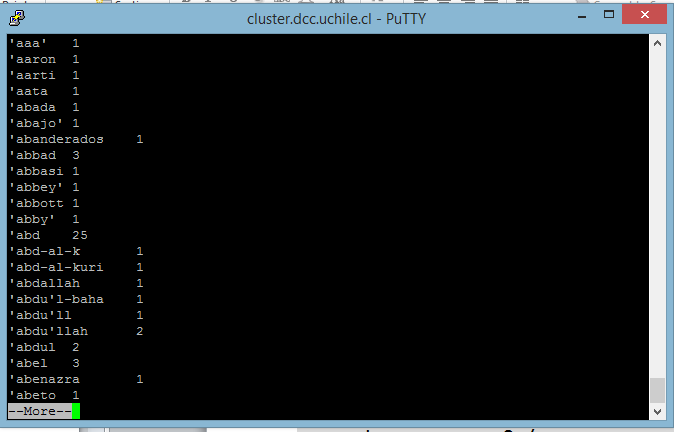 cluster.dcc.uchile.cl - PuTTY
'aaa'	1
'aaron	1
'aarti	1
'aata	1
'abada	1
'abajo'	1
'abanderados	1
'abbad	3
'abbasi	1
'abbey'	1
'abbott	1
'abby'	1
'abd	25
'abd-al-k	1
'abd-al-kuri	1
'abdallah	1
'abdu'l-baha	1
'abdu'll	1
'abdu'llah	2
'abdul	2
'abel	3
'abenazra	1
'abeto	1
--More--